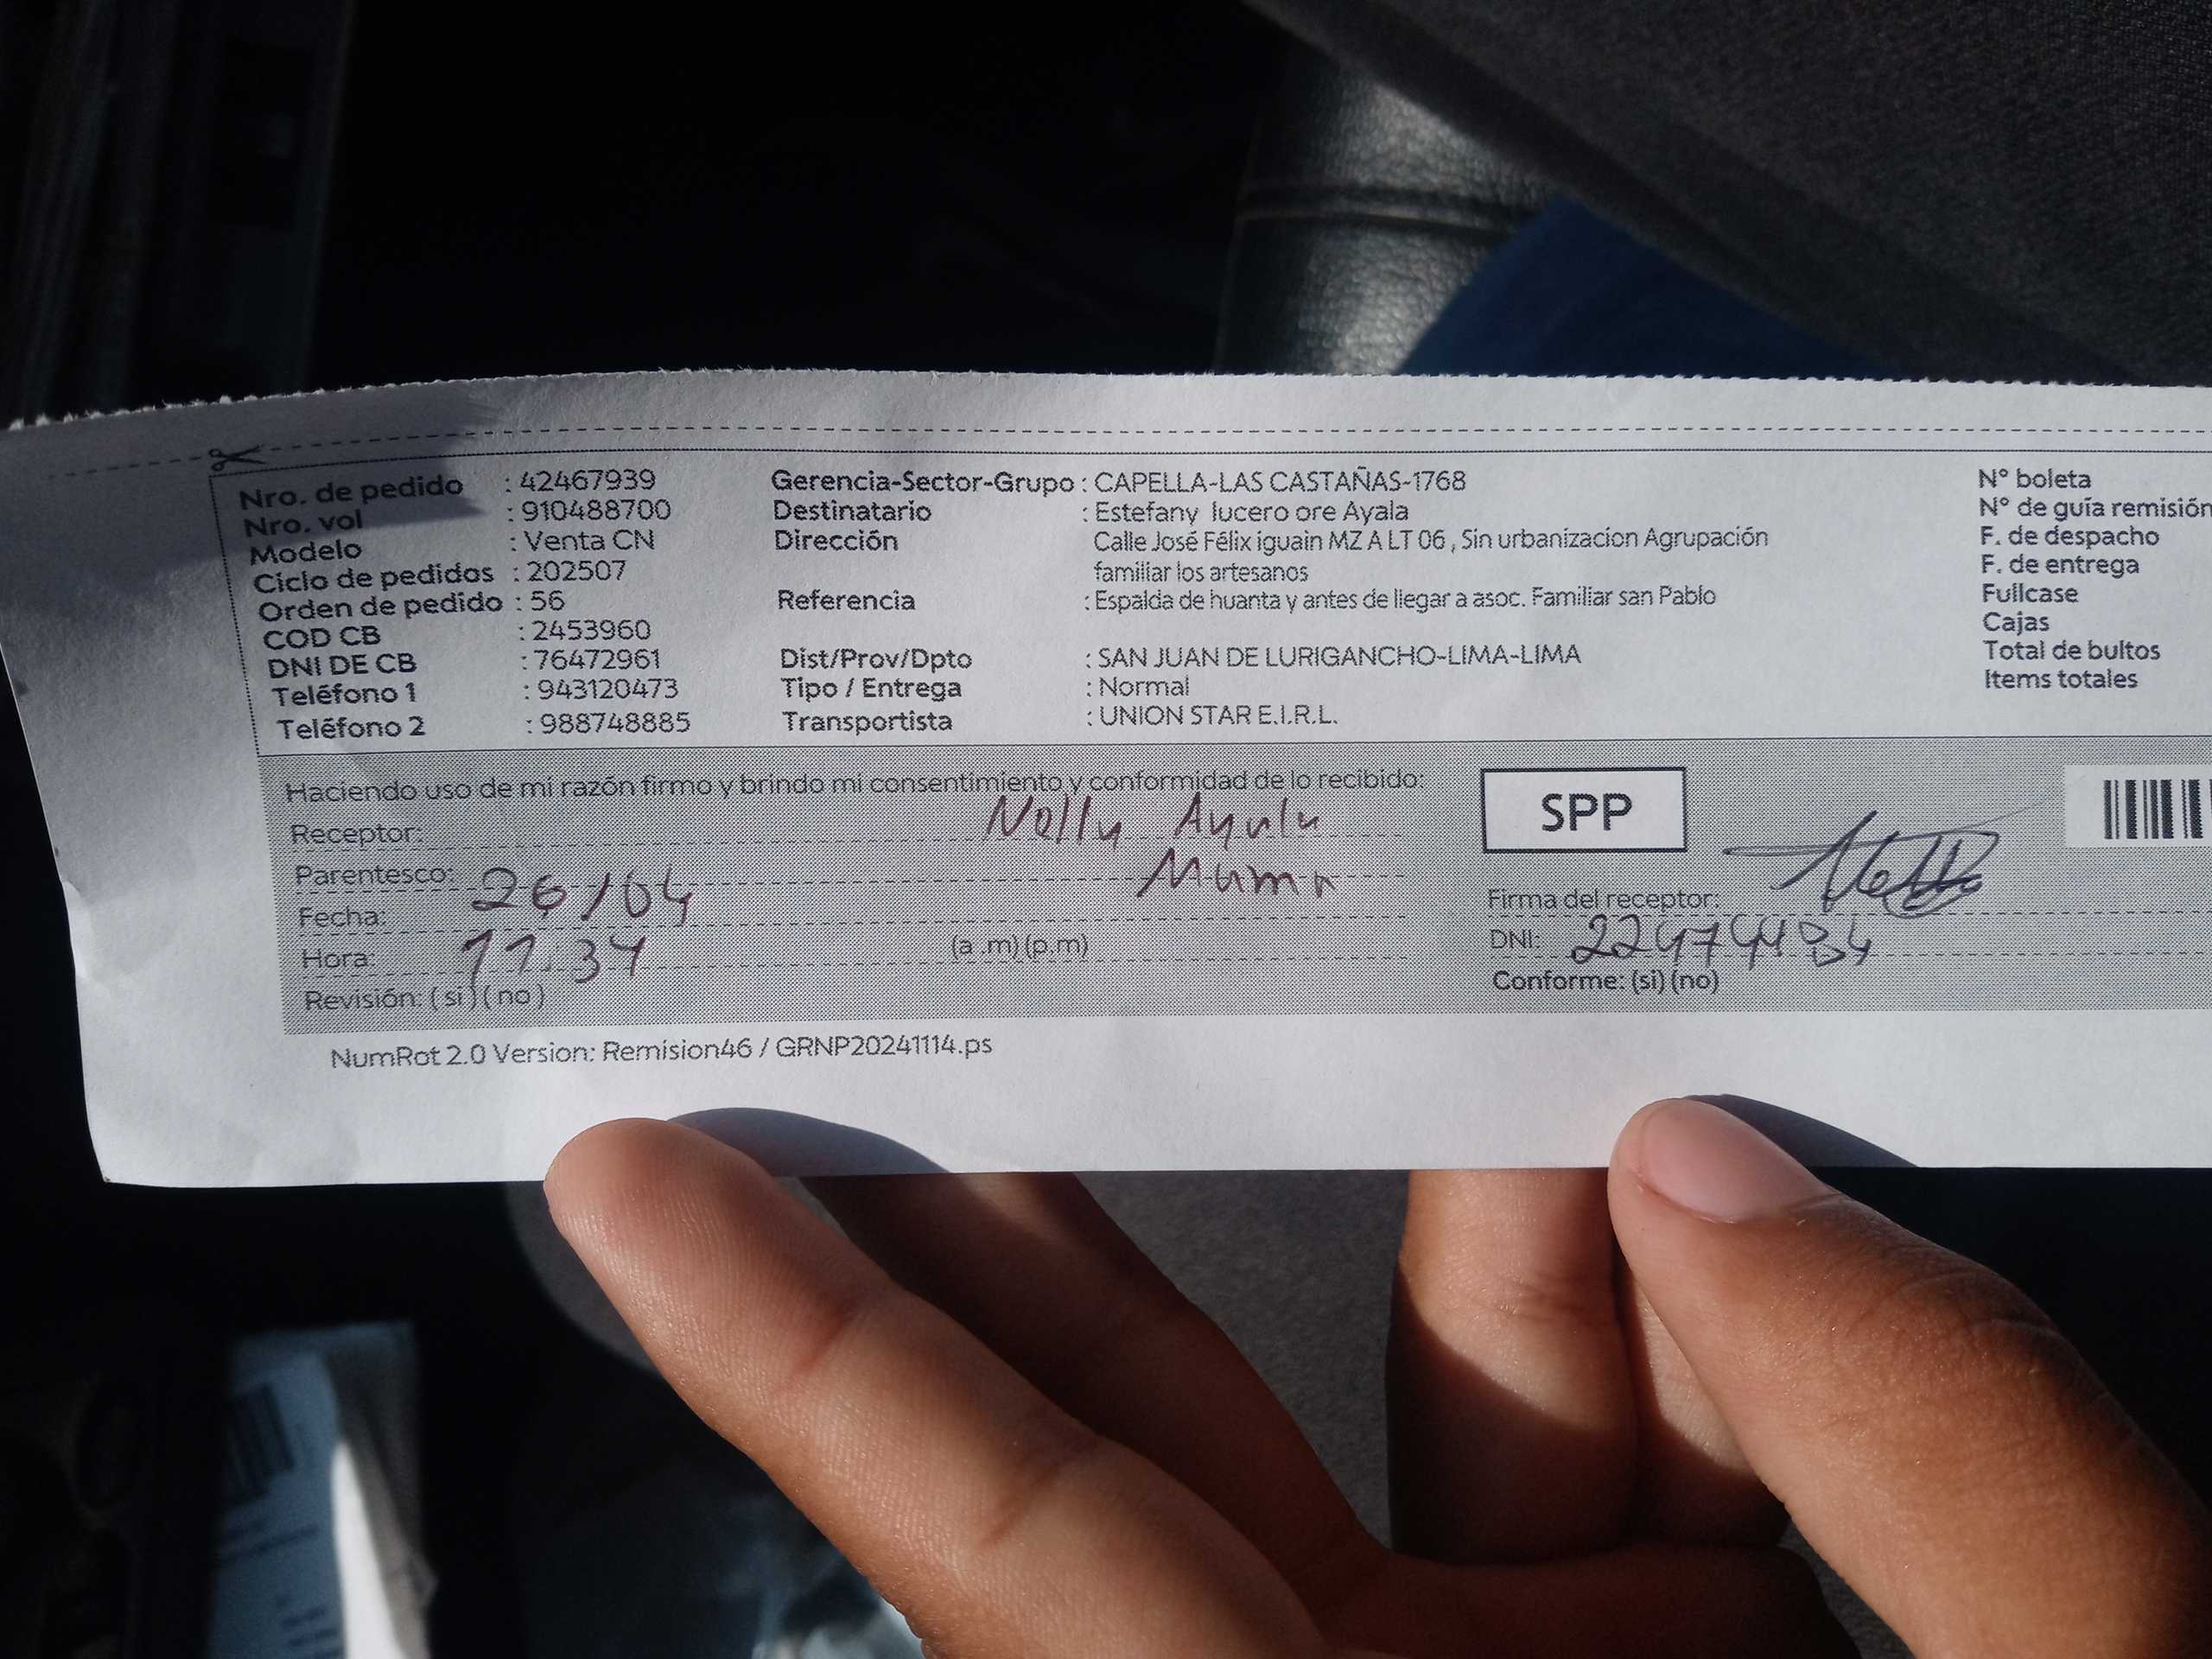 Nro. de pedido : 42467939
Nro. vol : 910488700
Modelo : Venta CN
Ciclo de pedidos : 202507
Orden de pedido : 56
COD CB : 2453960
DNI DE CB : 76472961
Teléfono 1 : 943120473
Teléfono 2 : 988748885
Gerencia-Sector-Grupo : CAPELLA-LAS CASTAÑAS-1768
Destinatario : Estefany lucero ore Ayala
Dirección Calle José Félix iguain MZ A LT 06 , Sin urbanizacion Agrupación
familiar los artesanos
Referencia : Espalda de huanta y antes de llegar a asoc. Familiar san Pablo
Dist/Prov/Dpto : SAN JUAN DE LURIGANCHO-LIMA-LIMA
Tipo / Entrega : Normal
Transportista : UNION STAR E.I.R.L.
N° boleta
N° de guía remisión
F. de despacho
F. de entrega
Fullcase
Cajas
Total de bultos
Items totales
Haciendo uso de mi razón firmo y brindo mi consentimiento y conformidad de lo recibido:
Receptor: Nelly Ayala
Parentesco: Mama
Fecha: 26/04
Hora: 11:34 (a .m) (p.m)
Revisión: ( si ) ( no )
SPP
Firma del receptor:
DNI:
Conforme: (si) (no)
NumRot 2.0 Version: Remision46 / GRNP20241114.ps